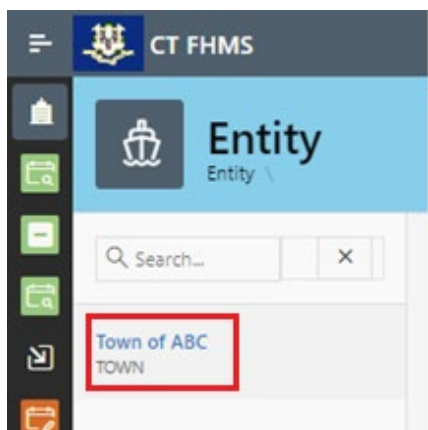 CT FHMS
Entity
Entity \
Search...
Town of ABC
TOWN